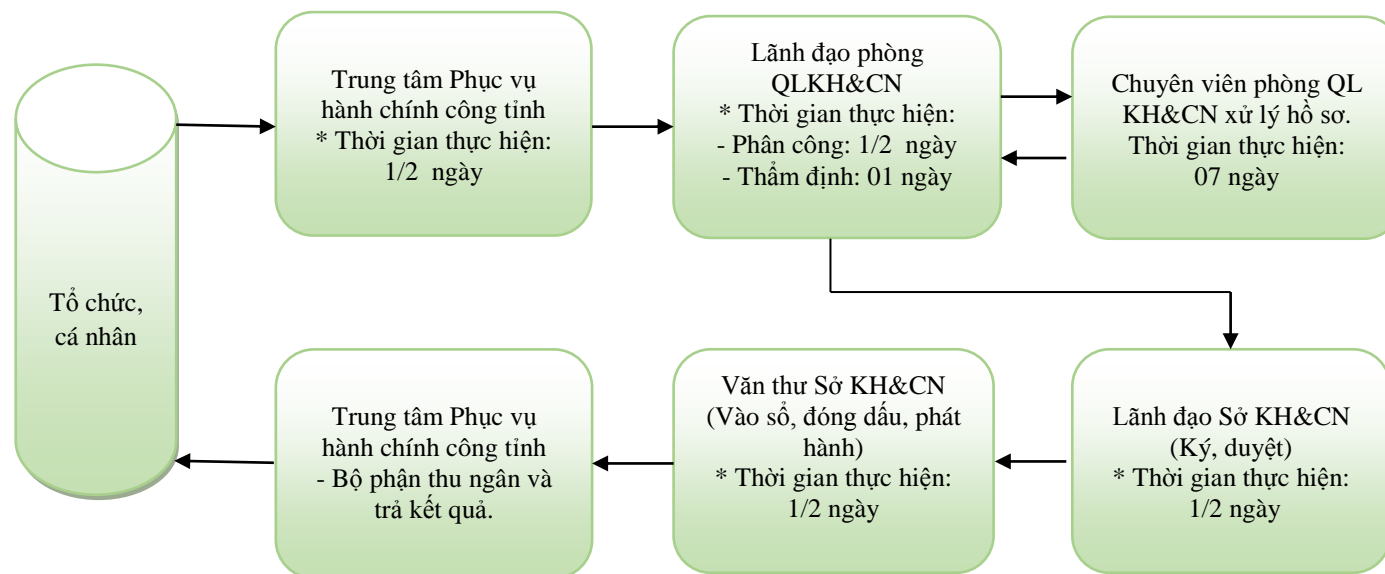 Tổ chức,
cá nhân
Trung tâm Phục vụ
hành chính công tỉnh
* Thời gian thực hiện:
1/2 ngày
Lãnh đạo phòng
QLKH&CN
* Thời gian thực hiện:
- Phân công: 1/2 ngày
- Thẩm định: 01 ngày
Chuyên viên phòng QL
KH&CN xử lý hồ sơ.
Thời gian thực hiện:
07 ngày
Lãnh đạo Sở KH&CN
(Ký, duyệt)
* Thời gian thực hiện:
1/2 ngày
Văn thư Sở KH&CN
(Vào sổ, đóng dấu, phát
hành)
* Thời gian thực hiện:
1/2 ngày
Trung tâm Phục vụ
hành chính công tỉnh
- Bộ phận thu ngân và
trả kết quả.